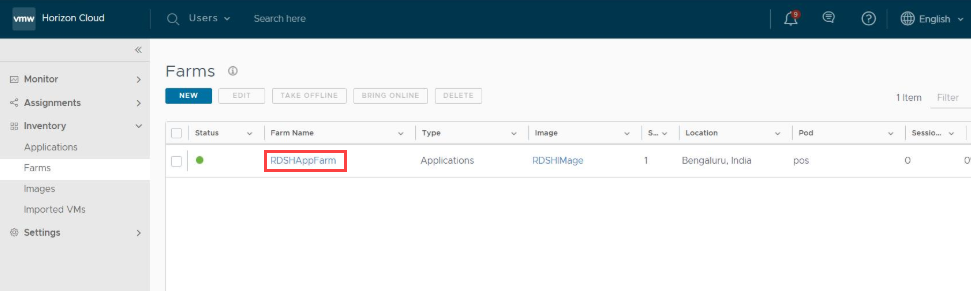 vmw Horizon Cloud Users Search here 9 English
Farms
Monitor
NEW EDIT TAKE OFFLINE BRING ONLINE DELETE
Assignments
1 Item Filter
Inventory
Status Farm Name Type Image S... Location Pod Sessio...
Applications
RDSHAppFarm Applications RDSHIMage 1 Bengaluru, India pos 0
Farms
Images
Imported VMs
Settings